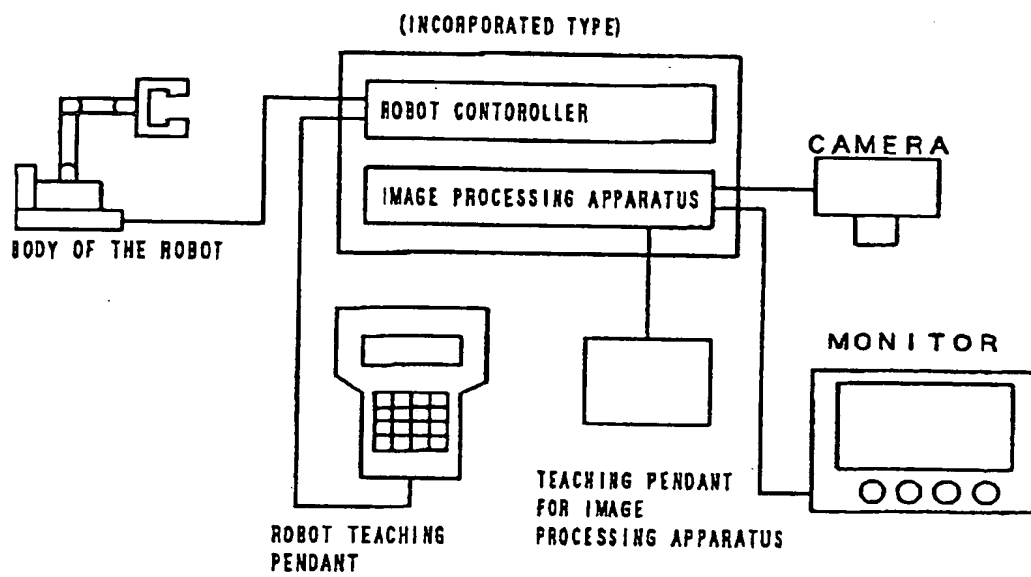 (INCORPORATED TYPE)
ROBOT CONTOROLLER
CAMERA
IMAGE PROCESSING APPARATUS
BODY OF THE ROBOT
MONITOR
TEACHING PENDANT
FOR IMAGE
PROCESSING APPARATUS
ROBOT TEACHING
PENDANT